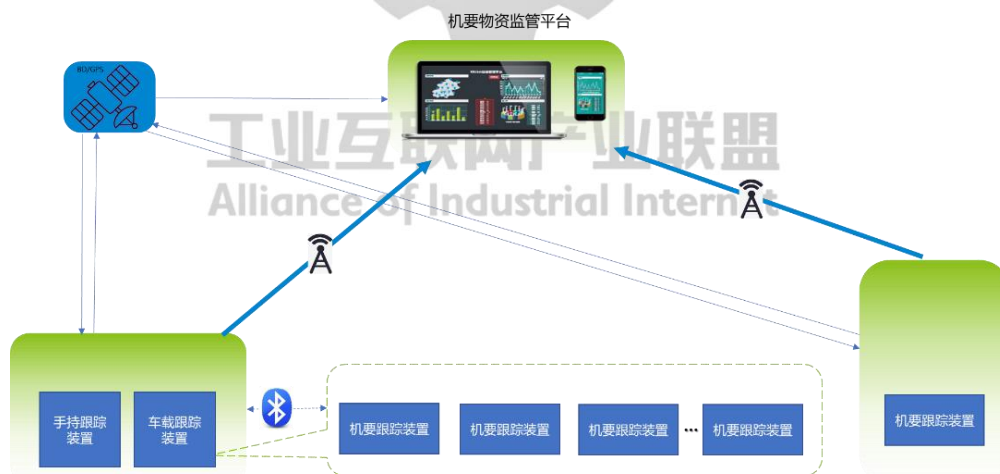 机要物资监管平台
BD/GPS
工业互联网产业联盟
Alliance of Industrial Internet
手持跟踪
装置
车载跟踪
装置
机要跟踪装置
机要跟踪装置
机要跟踪装置
...
机要跟踪装置
机要跟踪装置